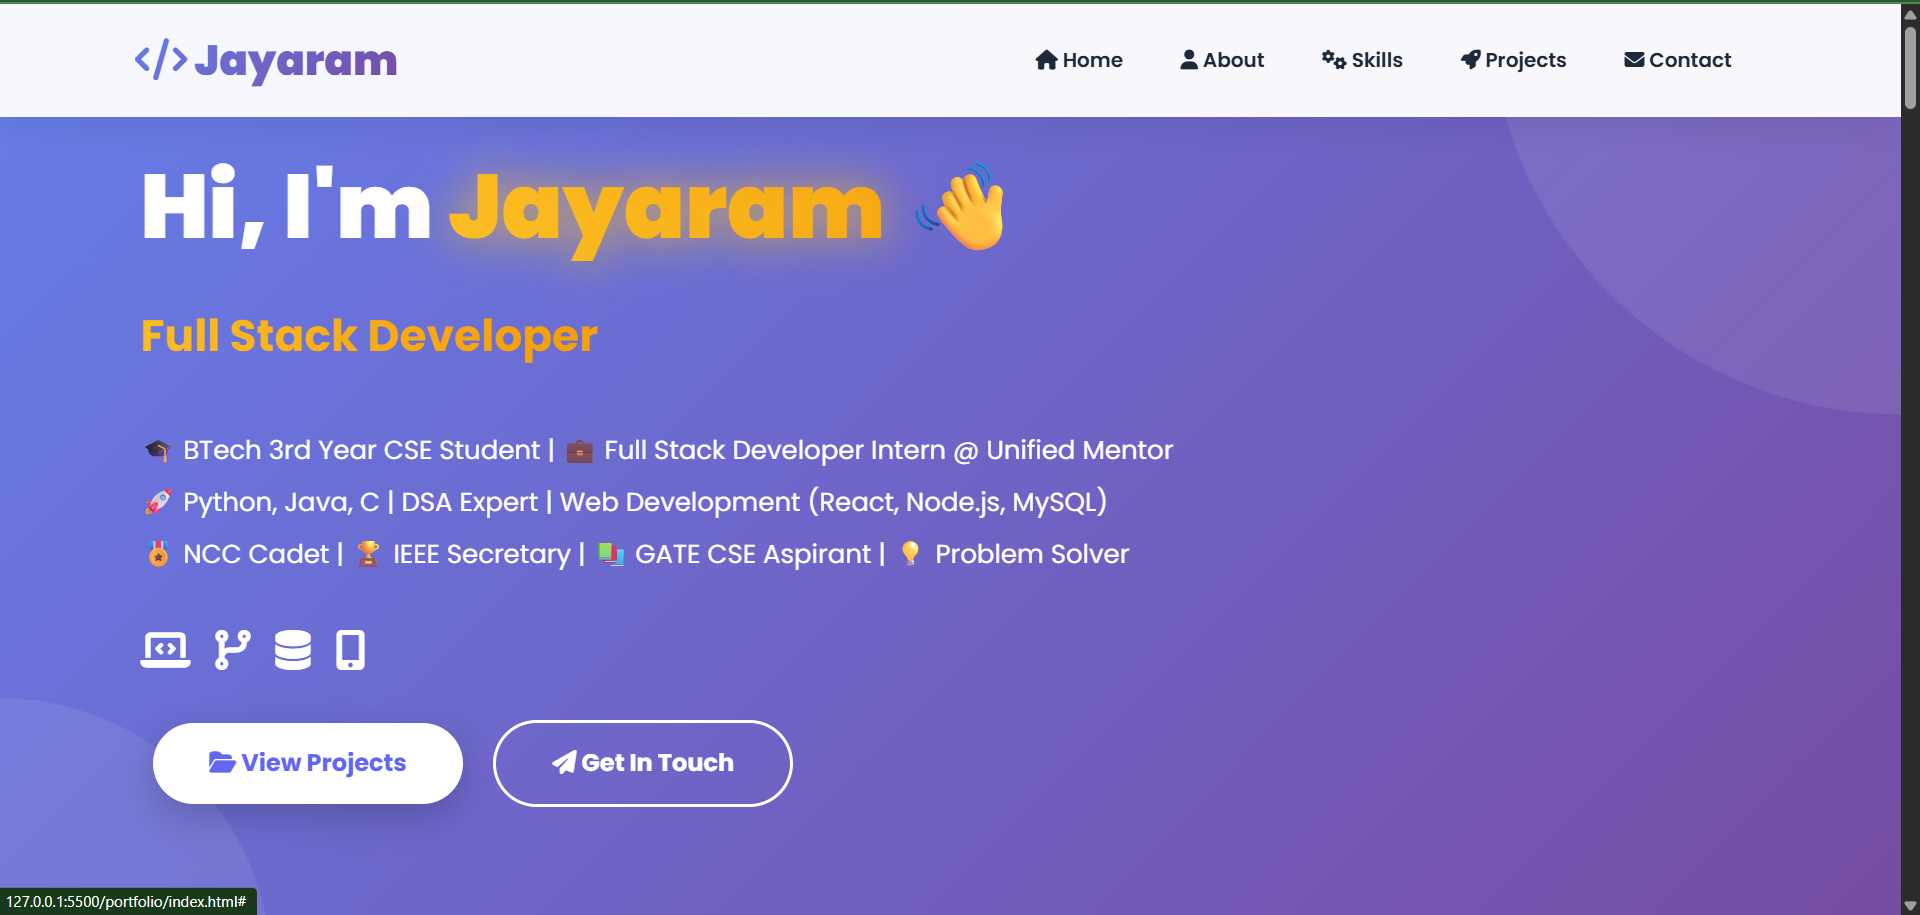 </> Jayaram
Home About Skills Projects Contact
Hi, I'm Jayaram 👋
Full Stack Developer
🎓 BTech 3rd Year CSE Student | 💼 Full Stack Developer Intern @ Unified Mentor
🚀 Python, Java, C | DSA Expert | Web Development (React, Node.js, MySQL)
🏅 NCC Cadet | 🏆 IEEE Secretary | 📚 GATE CSE Aspirant | 💡 Problem Solver
View Projects Get In Touch
127.0.0.1:5500/portfolio/index.html#